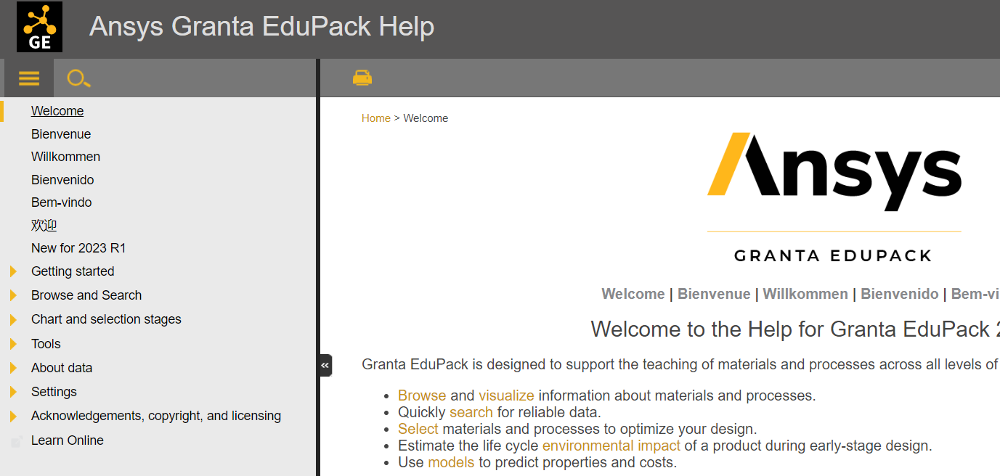 GE
Ansys Granta EduPack Help
Welcome
Bienvenue
Willkommen
Bienvenido
Bem-vindo
欢迎
New for 2023 R1
Getting started
Browse and Search
Chart and selection stages
Tools
About data
Settings
Acknowledgements, copyright, and licensing
Learn Online
Home > Welcome
Ansys
GRANTA EDUPACK
Welcome | Bienvenue | Willkommen | Bienvenido | Bem-vi
Welcome to the Help for Granta EduPack 2
Granta EduPack is designed to support the teaching of materials and processes across all levels of
• Browse and visualize information about materials and processes.
• Quickly search for reliable data.
• Select materials and processes to optimize your design.
• Estimate the life cycle environmental impact of a product during early-stage design.
• Use models to predict properties and costs.